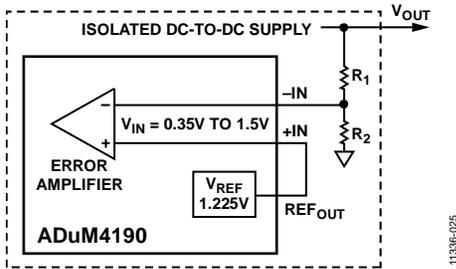 ISOLATED DC-TO-DC SUPPLY
VOUT
R1
–IN
–
VIN = 0.35V TO 1.5V
+IN
R2
+
ERROR
AMPLIFIER
VREF
1.225V
REFOUT
ADuM4190
11336-025